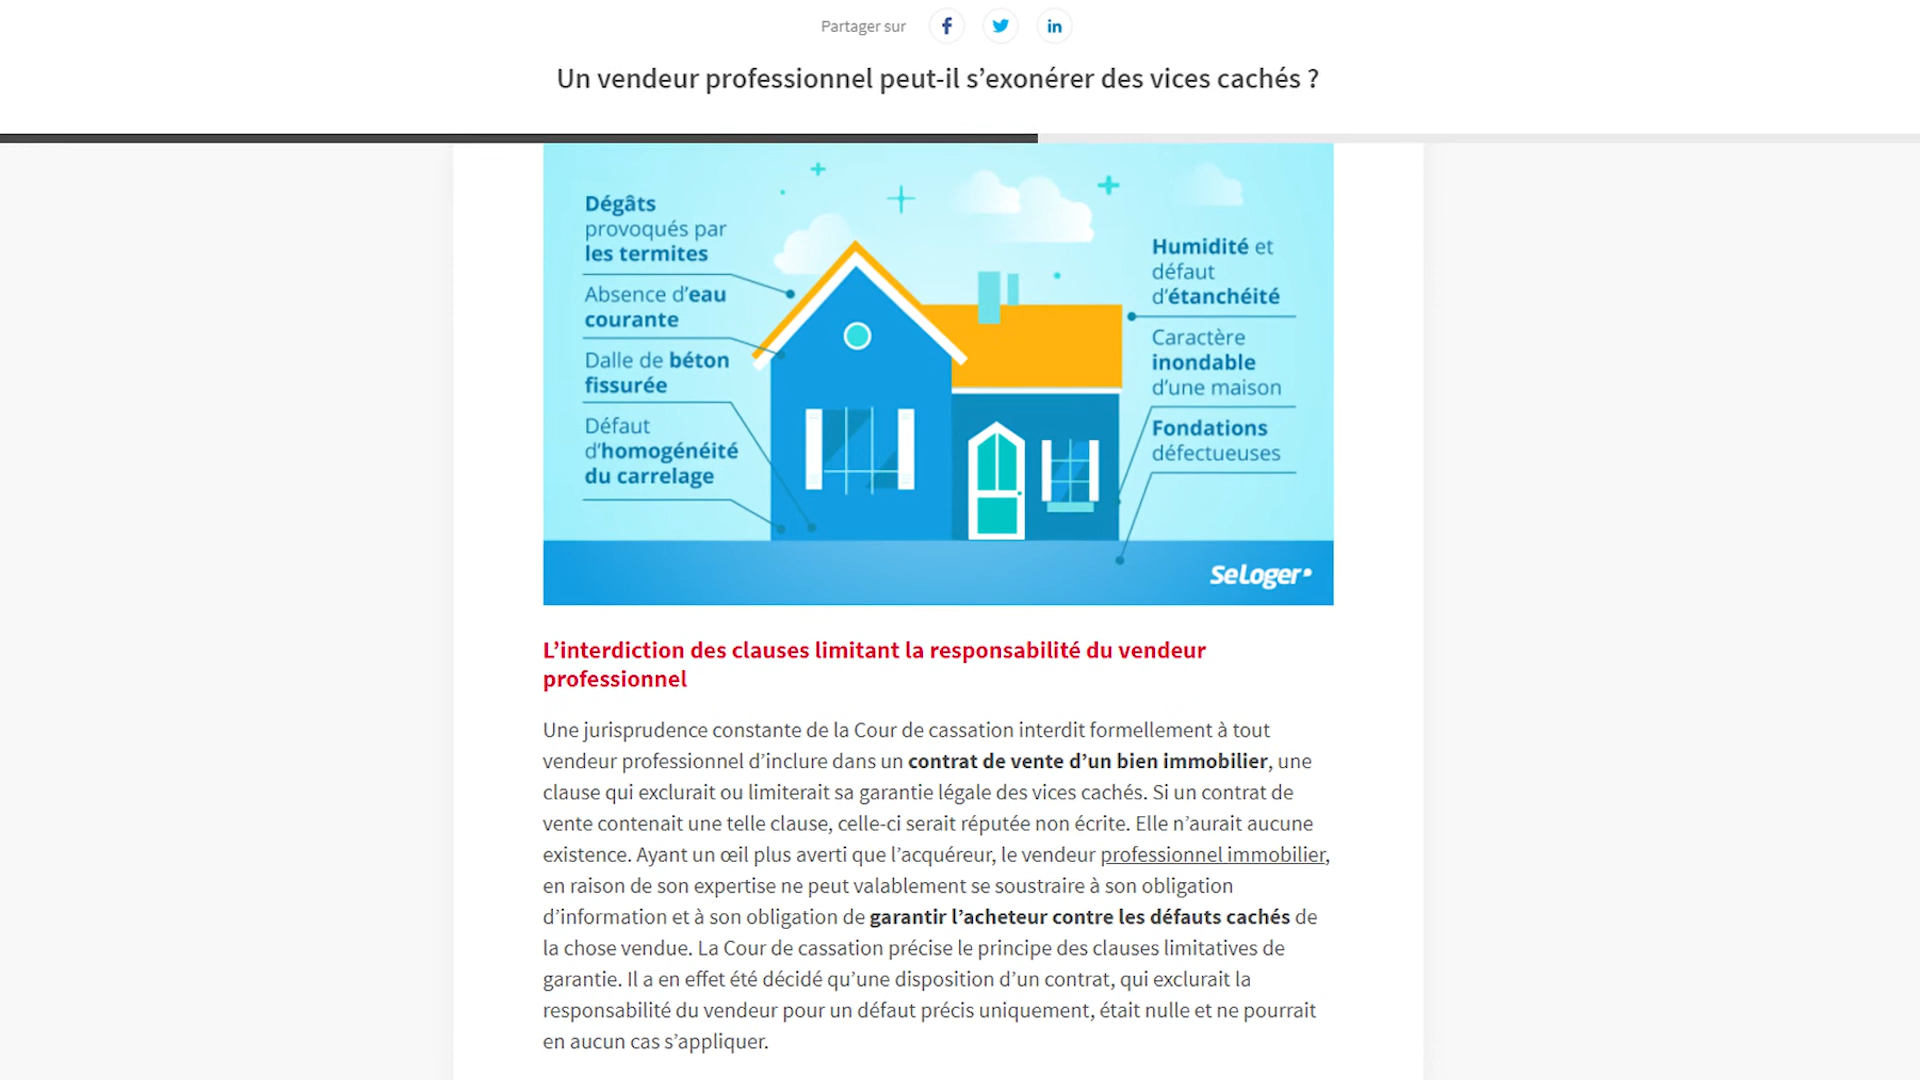 Partager sur
Un vendeur professionnel peut-il s’exonérer des vices cachés ?
Dégâts
provoqués par
les termites
Absence d’eau
courante
Dalle de béton
fissurée
Défaut
d’homogénéité
du carrelage
Humidité et
défaut
d’étanchéité
Caractère
inondable
d’une maison
Fondations
défectueuses
SeLoger
L’interdiction des clauses limitant la responsabilité du vendeur
professionnel
Une jurisprudence constante de la Cour de cassation interdit formellement à tout
vendeur professionnel d’inclure dans un contrat de vente d’un bien immobilier, une
clause qui exclurait ou limiterait sa garantie légale des vices cachés. Si un contrat de
vente contenait une telle clause, celle-ci serait réputée non écrite. Elle n’aurait aucune
existence. Ayant un œil plus averti que l’acquéreur, le vendeur professionnel immobilier,
en raison de son expertise ne peut valablement se soustraire à son obligation
d’information et à son obligation de garantir l’acheteur contre les défauts cachés de
la chose vendue. La Cour de cassation précise le principe des clauses limitatives de
garantie. Il a en effet été décidé qu’une disposition d’un contrat, qui exclurait la
responsabilité du vendeur pour un défaut précis uniquement, était nulle et ne pourrait
en aucun cas s’appliquer.